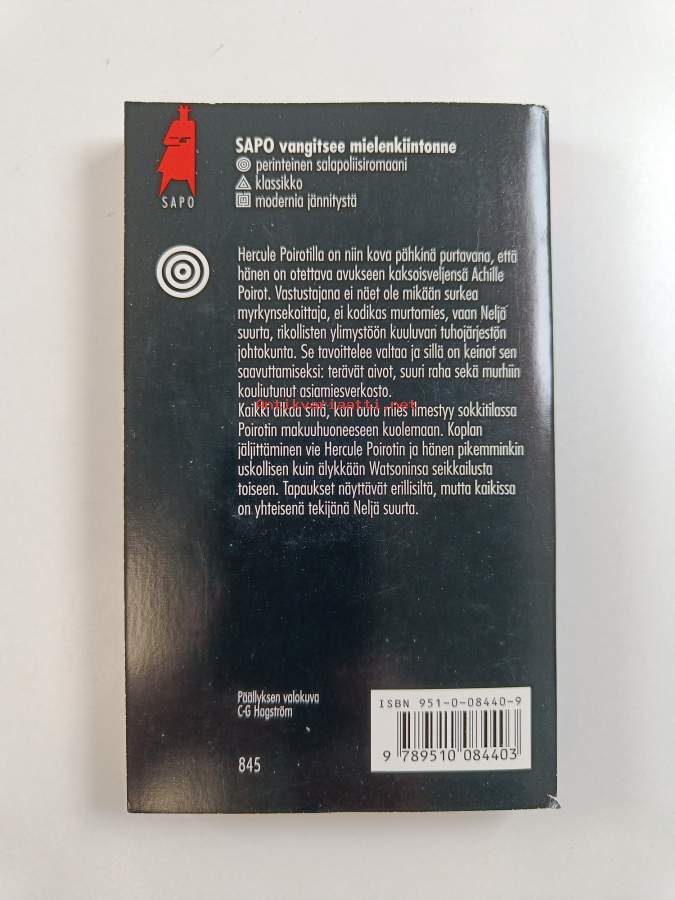 SAPO
SAPO vangitsee mielenkiintonne
perinteinen salapoliisiromaani
klassikko
modernia jännitystä
Hercule Poirotilla on niin kova pähkinä purtavana, että
hänen on otettava avukseen kaksoisveljensä Achille
Poirot. Vastustajana ei näet ole mikään surkea
myrkynsekoittaja, ei kodikas murtomies, vaan Neljä
suurta, rikollisten ylimystöön kuuluvan tuhojärjestön
johtokunta. Se tavoittelee valtaa ja sillä on keinot sen
saavuttamiseksi: terävät aivot, suuri raha sekä murhiin
kouliutunut asiamiesverkosto.
Antikvariaatti.net
Kaikki alkaa siitä, kun outo mies ilmestyy sokkitilassa
Poirotin makuuhuoneeseen kuolemaan. Koplan
jäljittäminen vie Hercule Poirotin ja hänen pikemminkin
uskollisen kuin älykkään Watsoninsa seikkailusta
toiseen. Tapaukset näyttävät erillisiltä, mutta kaikissa
on yhteisenä tekijänä Neljä suurta.
Päällyksen valokuva
C-G Hagström
845
ISBN 951-0-08440-9
9 789510 084403